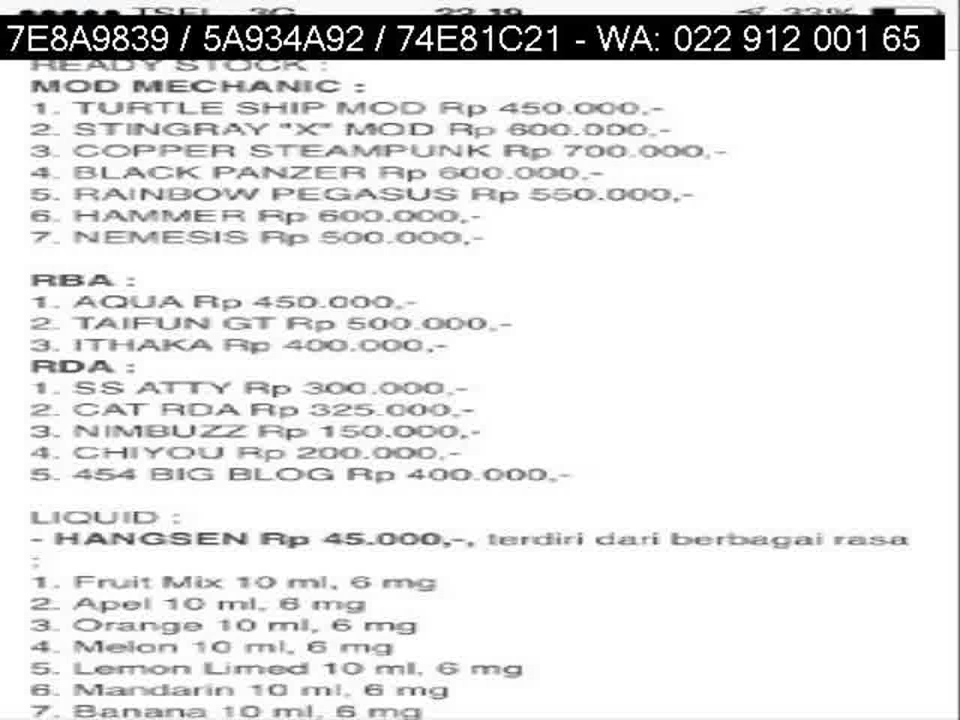 TSEL 3G 22.19 33%
7E8A9839 / 5A934A92 / 74E81C21 - WA: 022 912 001 65
READY STOCK :
MOD MECHANIC :
1. TURTLE SHIP MOD Rp 450.000,-
2. STINGRAY "X" MOD Rp 600.000,-
3. COPPER STEAMPUNK Rp 700.000,-
4. BLACK PANZER Rp 600.000,-
5. RAINBOW PEGASUS Rp 550.000,-
6. HAMMER Rp 600.000,-
7. NEMESIS Rp 500.000,-
RBA :
1. AQUA Rp 450.000,-
2. TAIFUN GT Rp 500.000,-
3. ITHAKA Rp 400.000,-
RDA :
1. SS ATTY Rp 300.000,-
2. CAT RDA Rp 325.000,-
3. NIMBUZZ Rp 150.000,-
4. CHIYOU Rp 200.000,-
5. 454 BIG BLOG Rp 400.000,-
LIQUID :
- HANGSEN Rp 45.000,-, terdiri dari berbagai rasa
:
1. Fruit Mix 10 ml, 6 mg
2. Apel 10 ml, 6 mg
3. Orange 10 ml, 6 mg
4. Melon 10 ml, 6 mg
5. Lemon Limed 10 ml, 6 mg
6. Mandarin 10 ml, 6 mg
7. Banana 10 ml, 6 mg